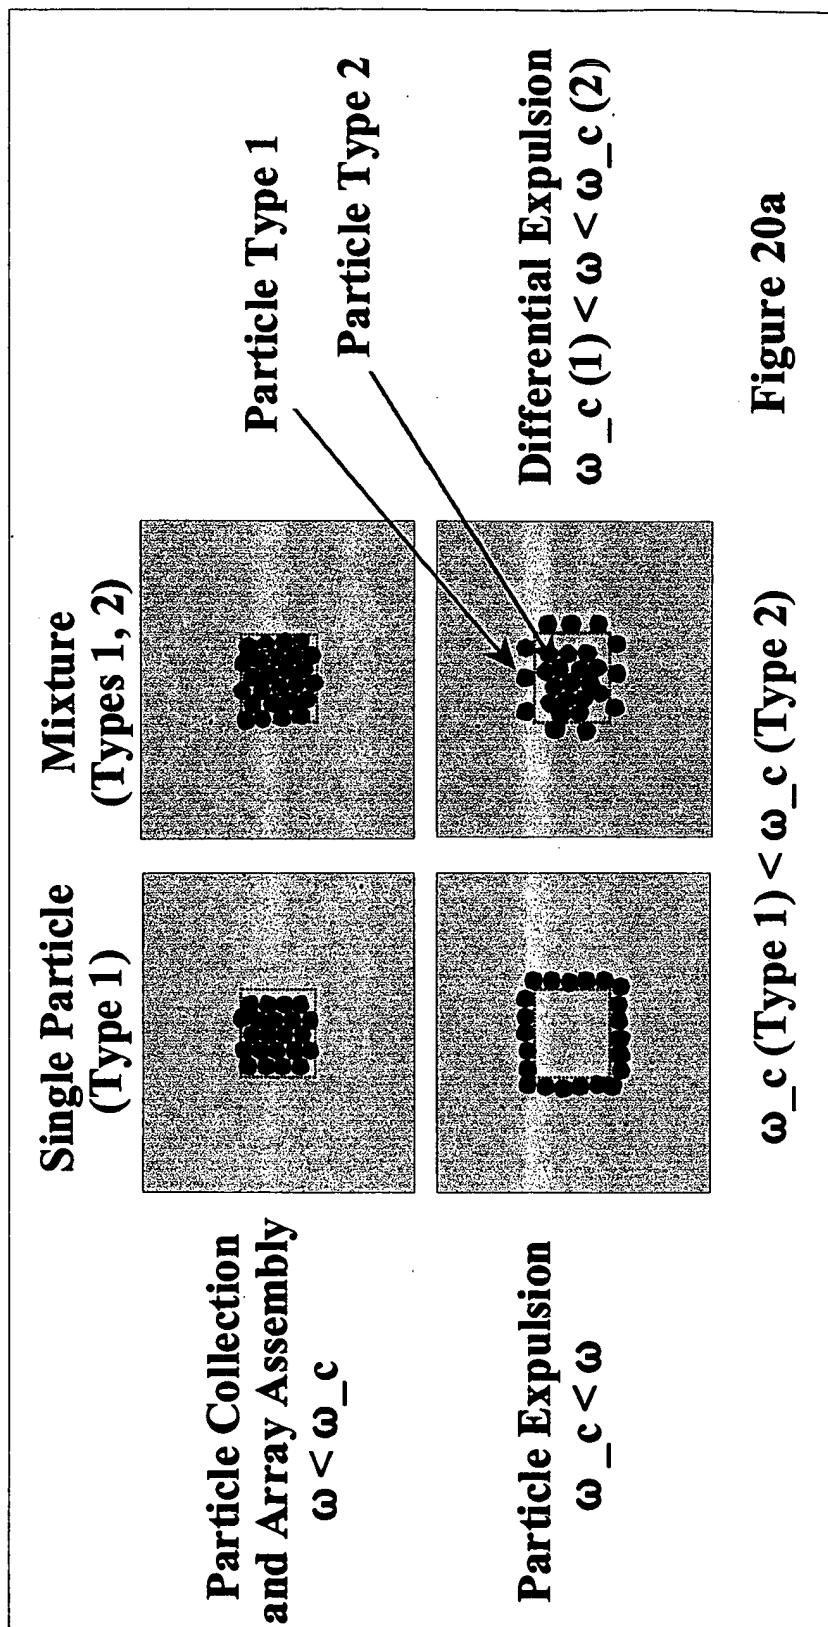 Single Particle
(Type 1)
Mixture
(Types 1, 2)
Particle Collection
and Array Assembly
ω < ω_c
Particle Type 1
Particle Type 2
Particle Expulsion
ω_c < ω
Differential Expulsion
ω_c (1) < ω < ω_c (2)
ω_c (Type 1) < ω_c (Type 2)
Figure 20a